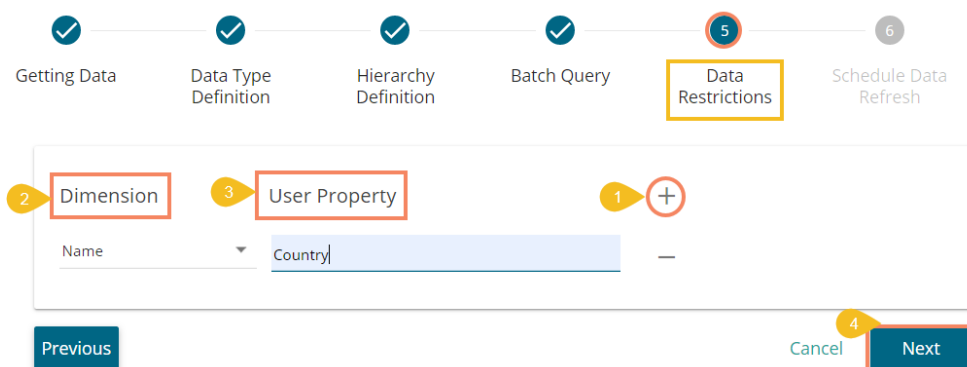 5
6
Getting Data
Data Type
Definition
Hierarchy
Definition
Batch Query
Data
Restrictions
Schedule Data
Refresh
2
Dimension
3
User Property
1
+
Name
Country
–
4
Previous
Cancel
Next